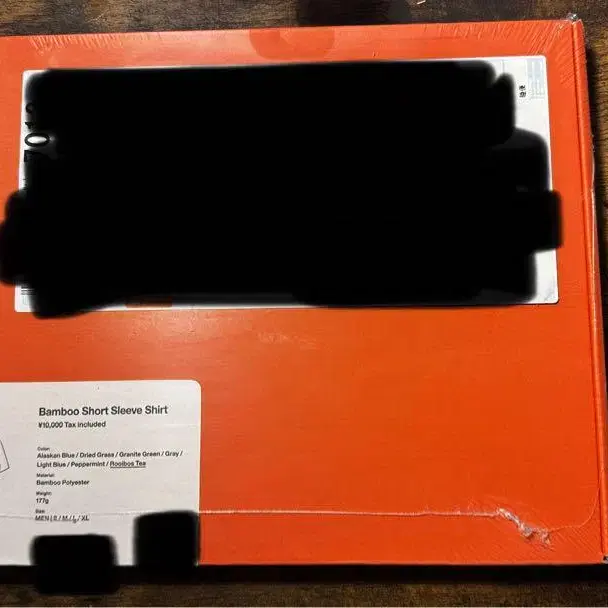 701
Bamboo Short Sleeve Shirt
¥10,000 Tax included
Color:
Alaskan Blue / Dried Grass / Granite Green / Gray /
Light Blue / Peppermint / Rooibos Tea
Material:
Bamboo Polyester
Weight:
177g
Size:
MEN | S / M / L / XL